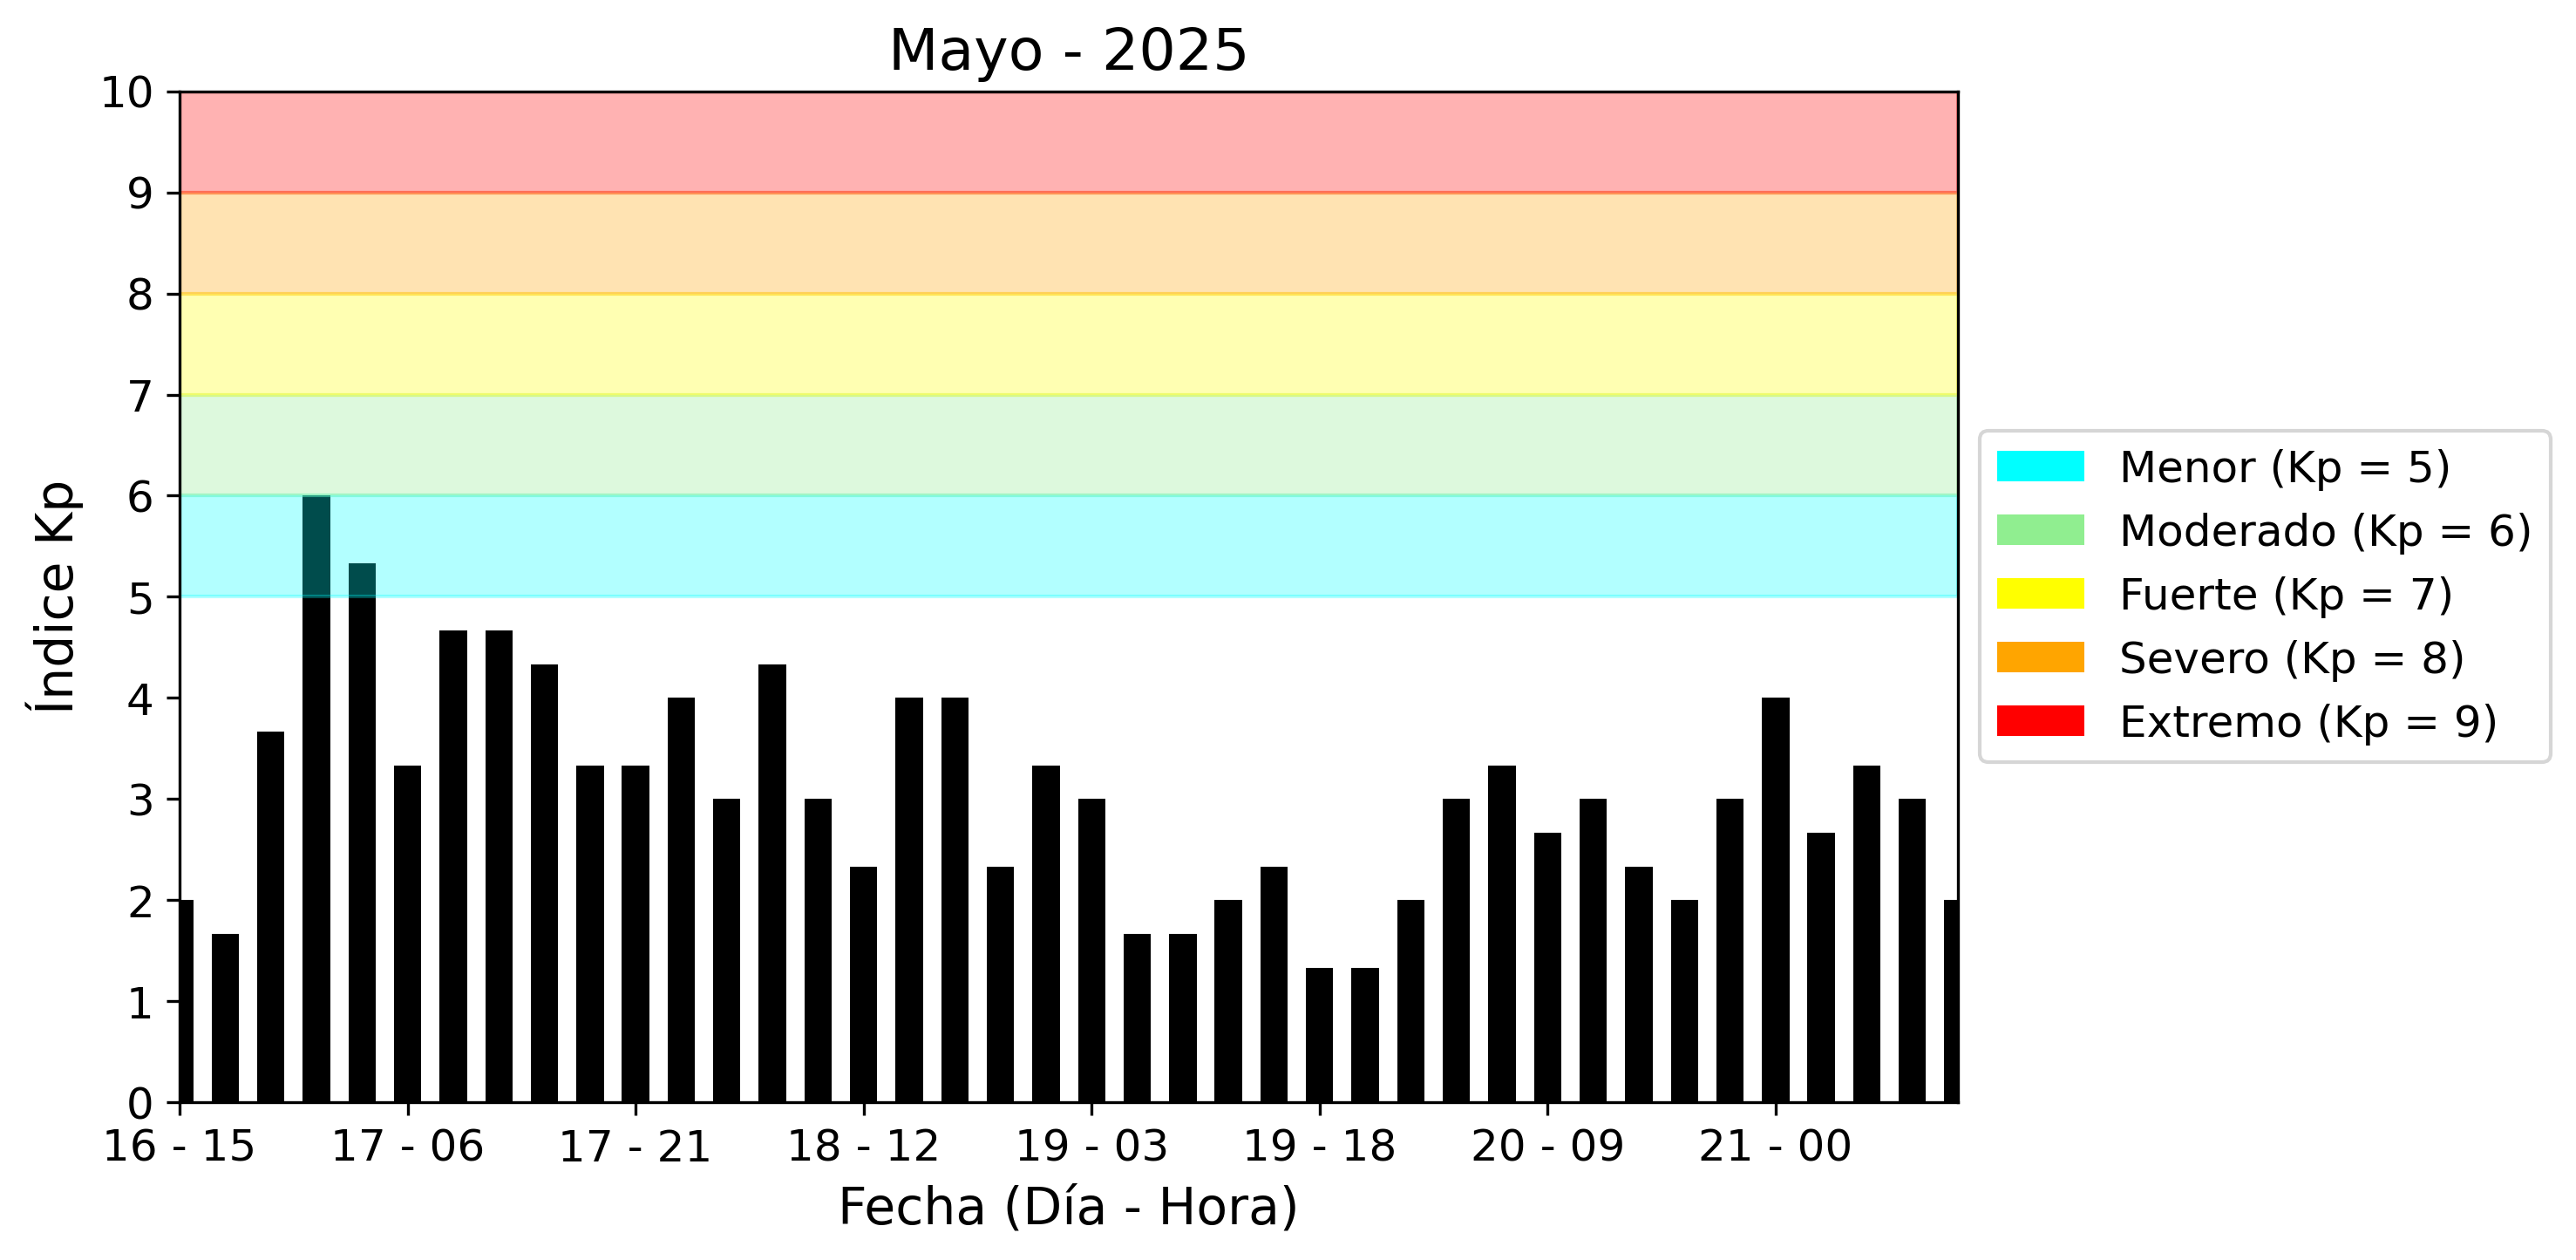 Mayo - 2025
Índice Kp
10
9
8
7
6
5
4
3
2
1
0
16 - 15 17 - 06 17 - 21 18 - 12 19 - 03 19 - 18 20 - 09 21 - 00
Fecha (Día - Hora)
Menor (Kp = 5)
Moderado (Kp = 6)
Fuerte (Kp = 7)
Severo (Kp = 8)
Extremo (Kp = 9)